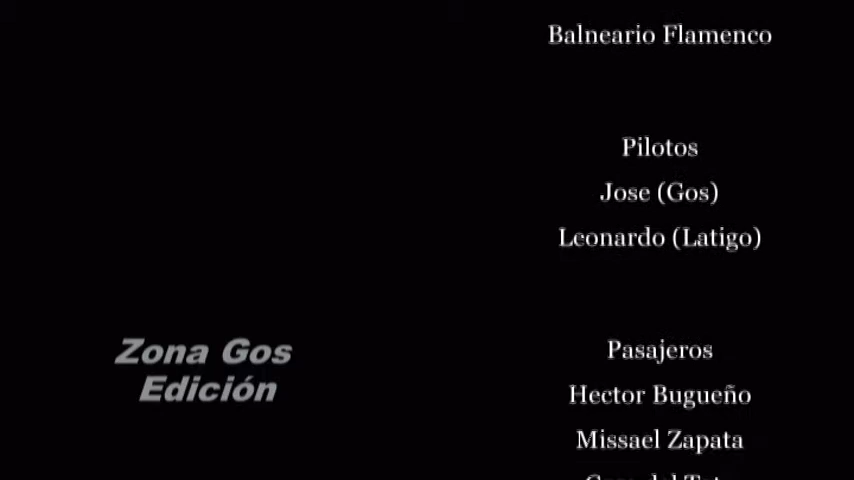 Balneario Flamenco
Pilotos
Jose (Gos)
Leonardo (Latigo)
Zona Gos
Edición
Pasajeros
Hector Bugueño
Missael Zapata